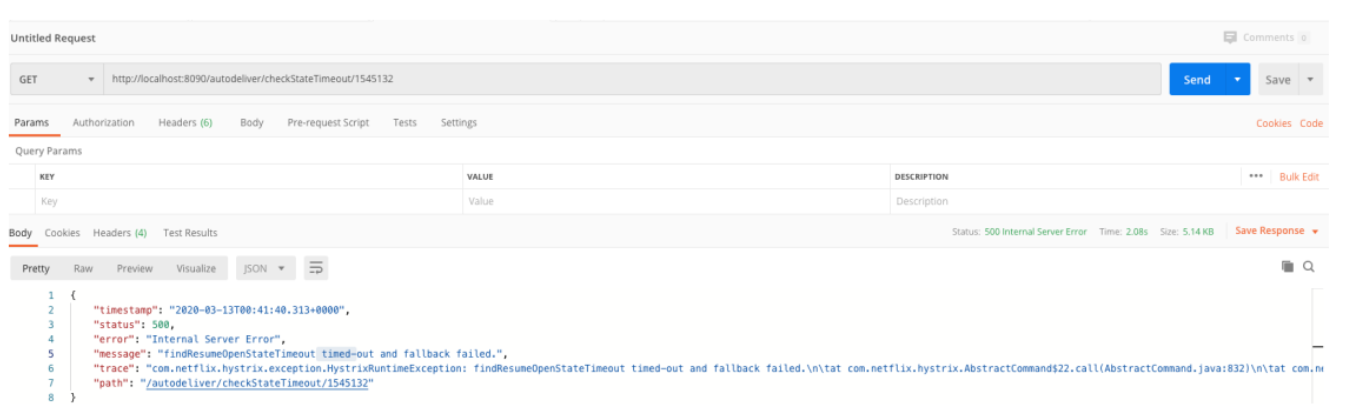 Untitled Request
Comments 0
GET http://localhost:8090/autodeliver/checkStateTimeout/1545132 Send Save
Params Authorization Headers (6) Body Pre-request Script Tests Settings Cookies Code
Query Params
KEY VALUE DESCRIPTION ••• Bulk Edit
Key Value Description
Body Cookies Headers (4) Test Results Status: 500 Internal Server Error Time: 2.08s Size: 5.14 KB Save Response
Pretty Raw Preview Visualize JSON
1 {
2 "timestamp": "2020-03-13T00:41:40.313+0000",
3 "status": 500,
4 "error": "Internal Server Error",
5 "message": "findResumeOpenStateTimeout timed-out and fallback failed.",
6 "trace": "com.netflix.hystrix.exception.HystrixRuntimeException: findResumeOpenStateTimeout timed-out and fallback failed.\n\tat com.netflix.hystrix.AbstractCommand$22.call(AbstractCommand.java:832)\n\tat com.ne
7 "path": "/autodeliver/checkStateTimeout/1545132"
8 }